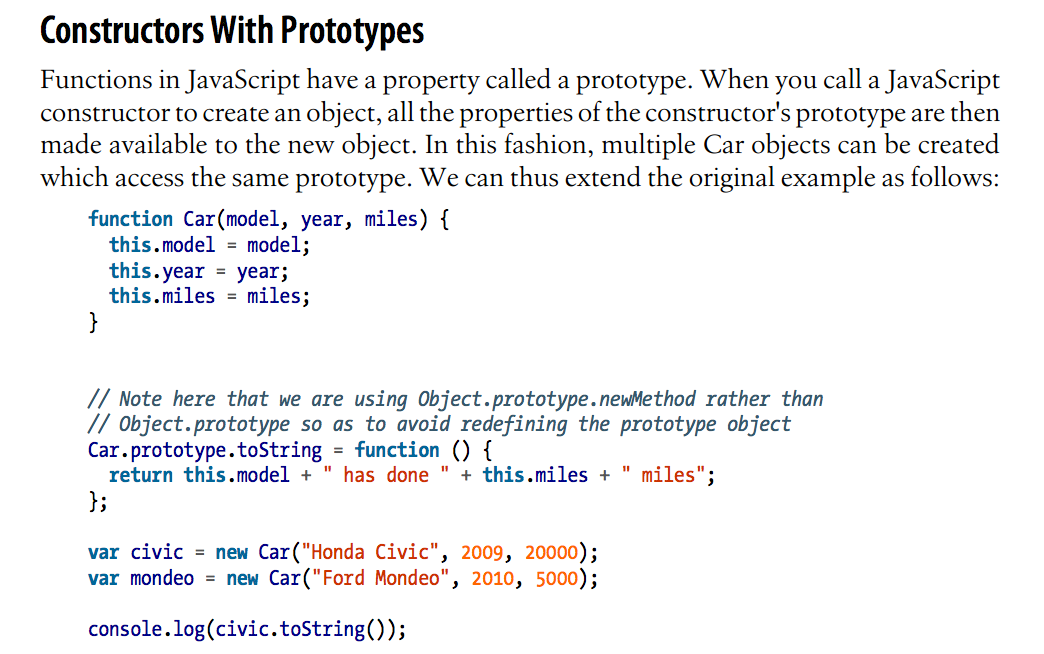 Constructors With Prototypes
Functions in JavaScript have a property called a prototype. When you call a JavaScript
constructor to create an object, all the properties of the constructor's prototype are then
made available to the new object. In this fashion, multiple Car objects can be created
which access the same prototype. We can thus extend the original example as follows:
function Car(model, year, miles) {
  this.model = model;
  this.year = year;
  this.miles = miles;
}
// Note here that we are using Object.prototype.newMethod rather than
// Object.prototype so as to avoid redefining the prototype object
Car.prototype.toString = function () {
  return this.model + " has done " + this.miles + " miles";
};
var civic = new Car("Honda Civic", 2009, 20000);
var mondeo = new Car("Ford Mondeo", 2010, 5000);
console.log(civic.toString());